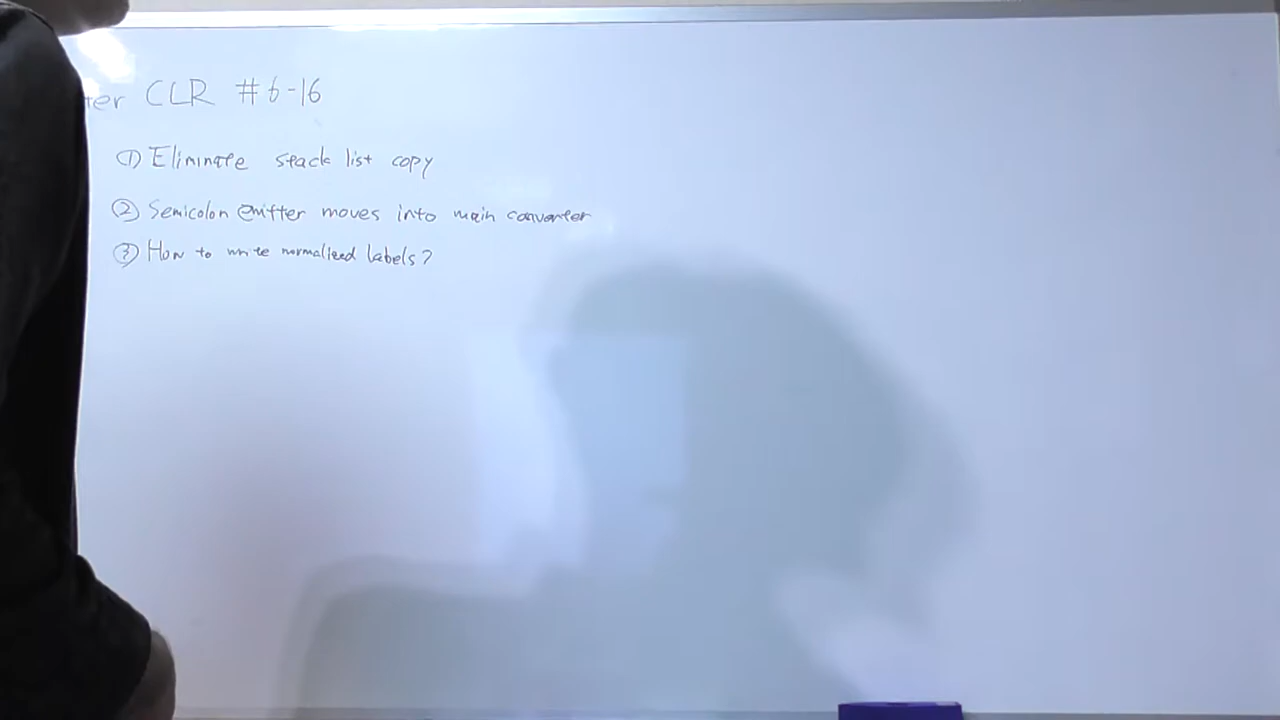 CLR #6-16
① Eliminate stack list copy
② Semicolon emitter moves into main converter
③ How to write normalized labels?